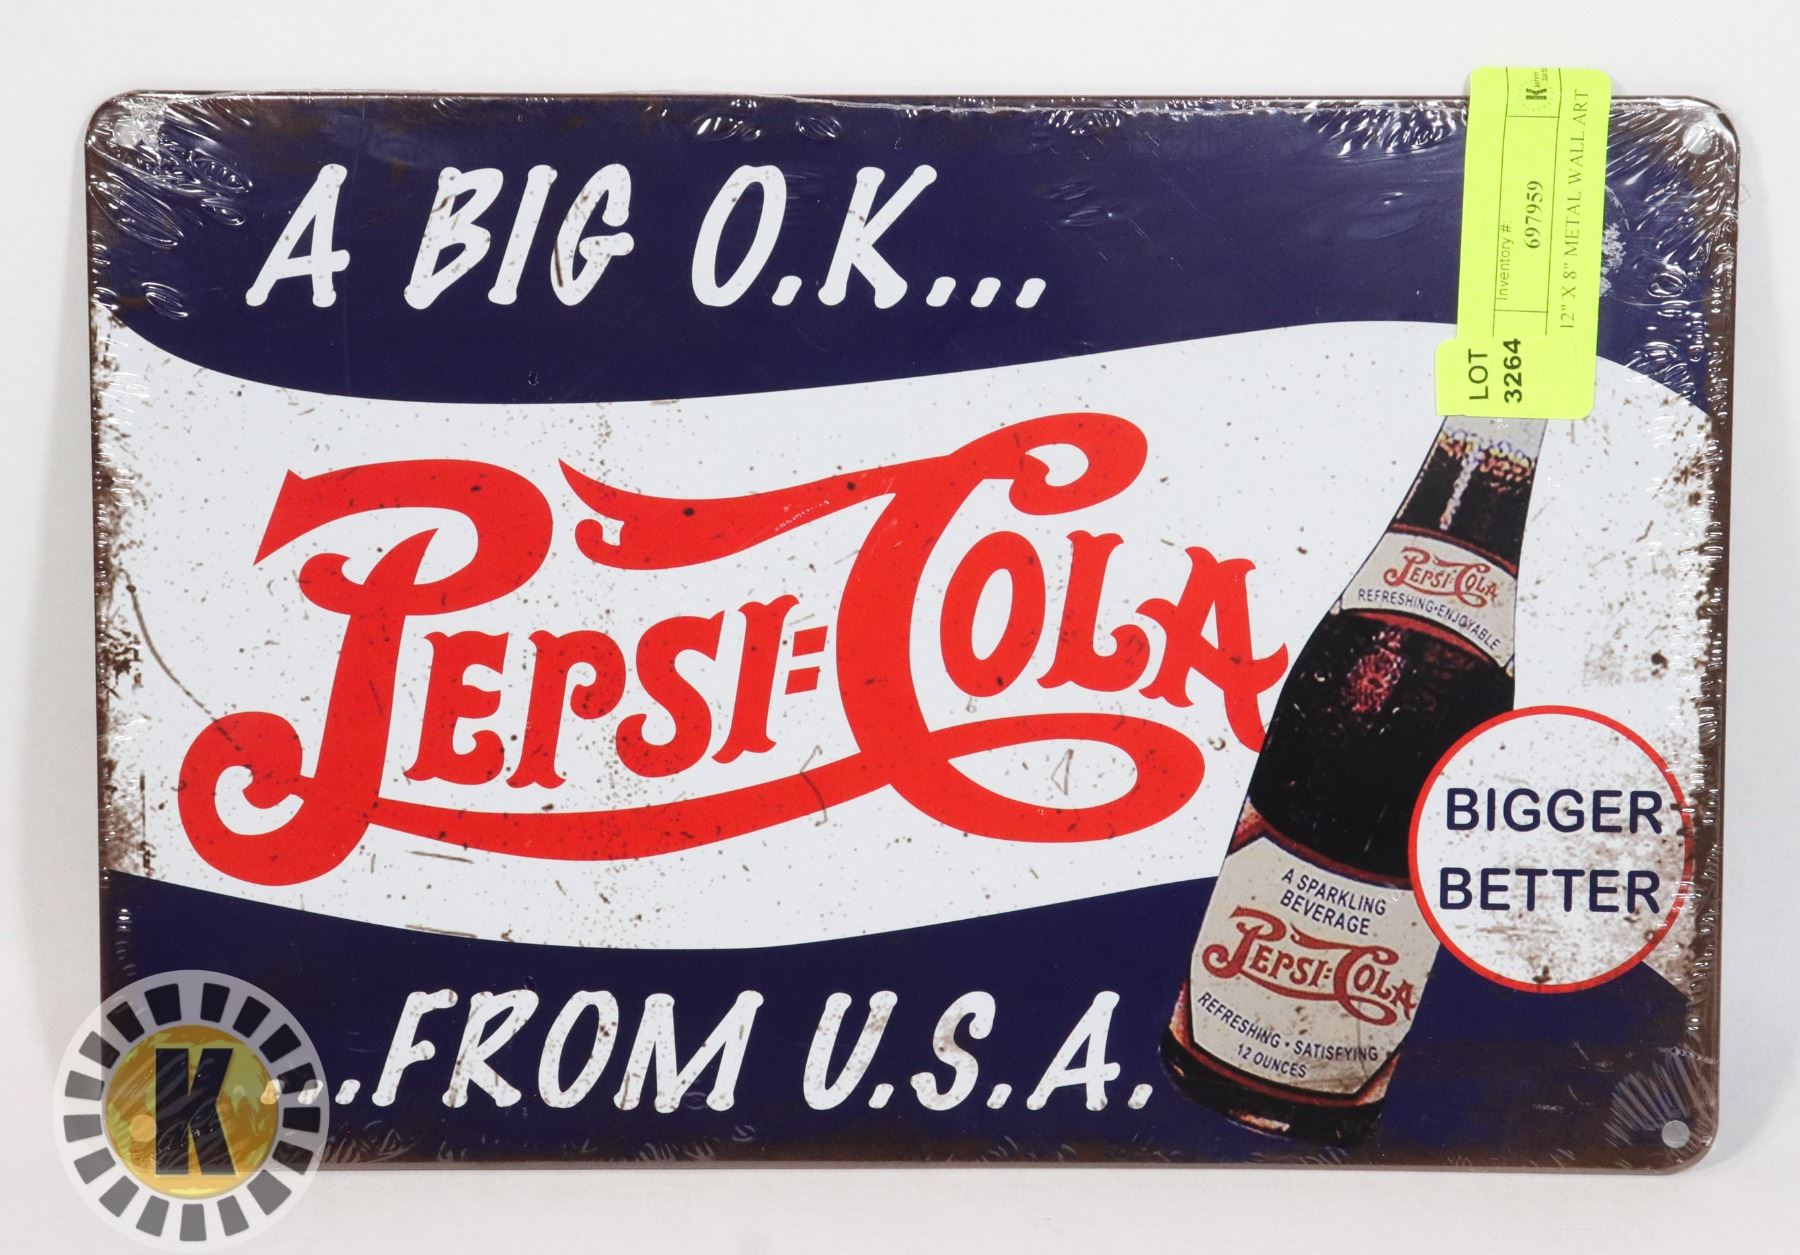 A BIG O.K...
PEPSI=COLA
...FROM U.S.A.
PEPSI=COLA
REFRESHING•ENJOYABLE
BIGGER
BETTER
A SPARKLING
BEVERAGE
PEPSI=COLA
REFRESHING • SATISFYING
12 OUNCES
LOT
3264
Inventory #:
697959
12" X 8" METAL WALL ART
K